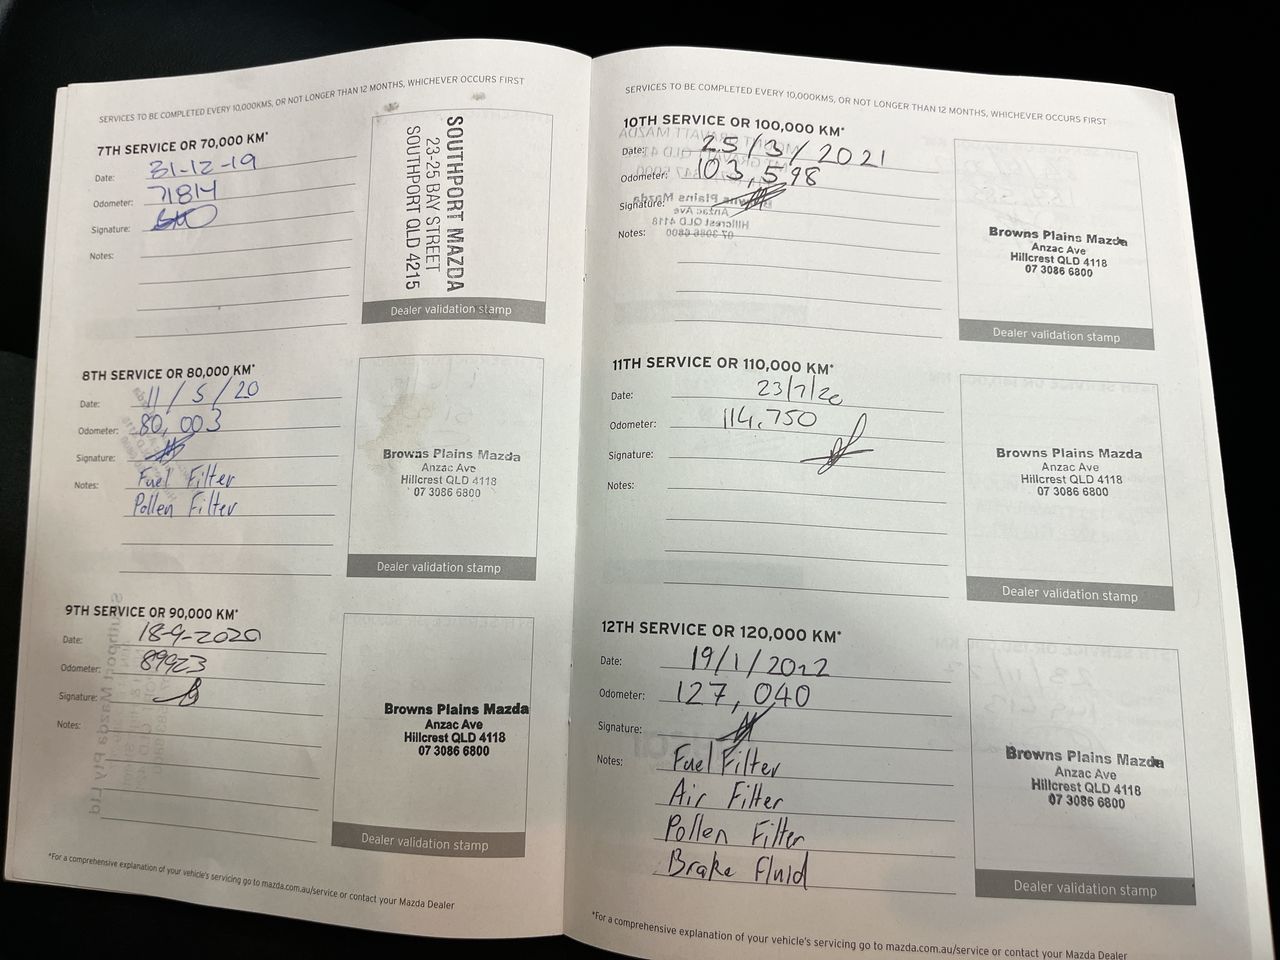 SERVICES TO BE COMPLETED EVERY 10,000KMS, OR NOT LONGER THAN 12 MONTHS, WHICHEVER OCCURS FIRST
7TH SERVICE OR 70,000 KM*
Date: 31-12-19
Odometer: 71814
Signature:
Notes:
SOUTHPORT MAZDA
23-25 BAY STREET
SOUTHPORT QLD 4215
Dealer validation stamp
8TH SERVICE OR 80,000 KM*
Date: 11/5/20
Odometer: 80,003
Signature:
Notes: Fuel Filter
Pollen Filter
Browns Plains Mazda
Anzac Ave
Hillcrest QLD 4118
07 3086 6800
Dealer validation stamp
9TH SERVICE OR 90,000 KM*
Date: 18-9-2020
Odometer: 89923
Signature:
Notes:
Browns Plains Mazda
Anzac Ave
Hillcrest QLD 4118
07 3086 6800
Dealer validation stamp
*For a comprehensive explanation of your vehicle's servicing go to mazda.com.au/service or contact your Mazda Dealer
SERVICES TO BE COMPLETED EVERY 10,000KMS, OR NOT LONGER THAN 12 MONTHS, WHICHEVER OCCURS FIRST
10TH SERVICE OR 100,000 KM*
Date: 25/3/2021
Odometer: 103,598
Signature:
Notes:
Browns Plains Mazda
Anzac Ave
Hillcrest QLD 4118
07 3086 6800
Dealer validation stamp
11TH SERVICE OR 110,000 KM*
Date:
Odometer: 114,750
Signature:
Notes:
Browns Plains Mazda
Anzac Ave
Hillcrest QLD 4118
07 3086 6800
Dealer validation stamp
12TH SERVICE OR 120,000 KM*
Date: 19/1/2022
Odometer: 127,040
Signature:
Notes: Fuel Filter
Air Filter
Pollen Filter
Brake Fluid
Browns Plains Mazda
Anzac Ave
Hillcrest QLD 4118
07 3086 6800
Dealer validation stamp
*For a comprehensive explanation of your vehicle's servicing go to mazda.com.au/service or contact your Mazda Dealer